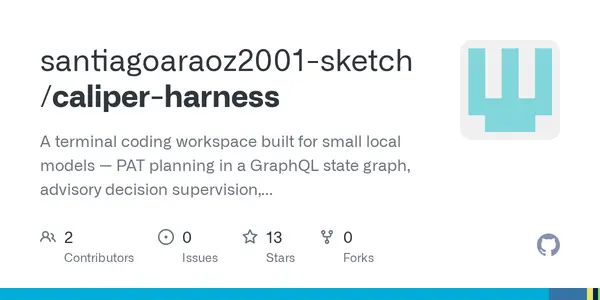 santiagoaraoz2001-sketch
/caliper-harness
A terminal coding workspace built for small local
models — PAT planning in a GraphQL state graph,
advisory decision supervision,...
2
Contributors
0
Issues
13
Stars
0
Forks